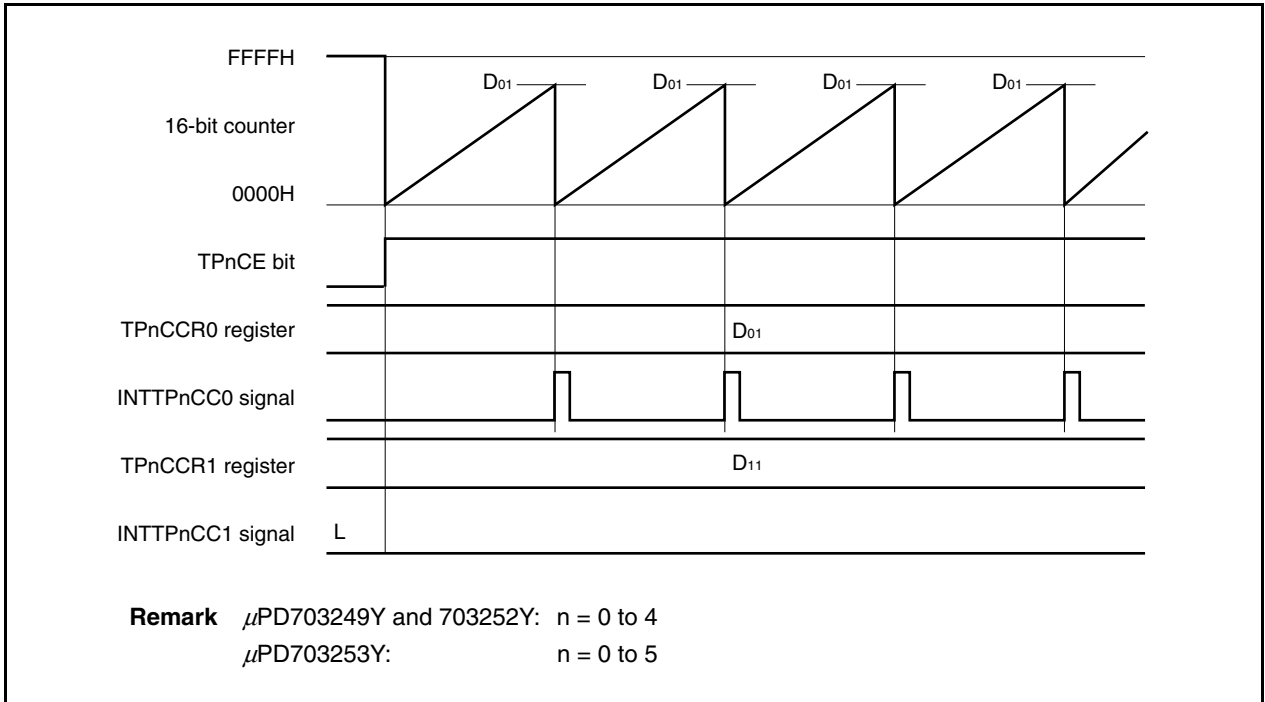 FFFFH
D01 D01 D01 D01
16-bit counter
0000H
TPnCE bit
TPnCCR0 register D01
INTTPnCC0 signal
TPnCCR1 register D11
INTTPnCC1 signal L
Remark μPD703249Y and 703252Y: n = 0 to 4
μPD703253Y: n = 0 to 5